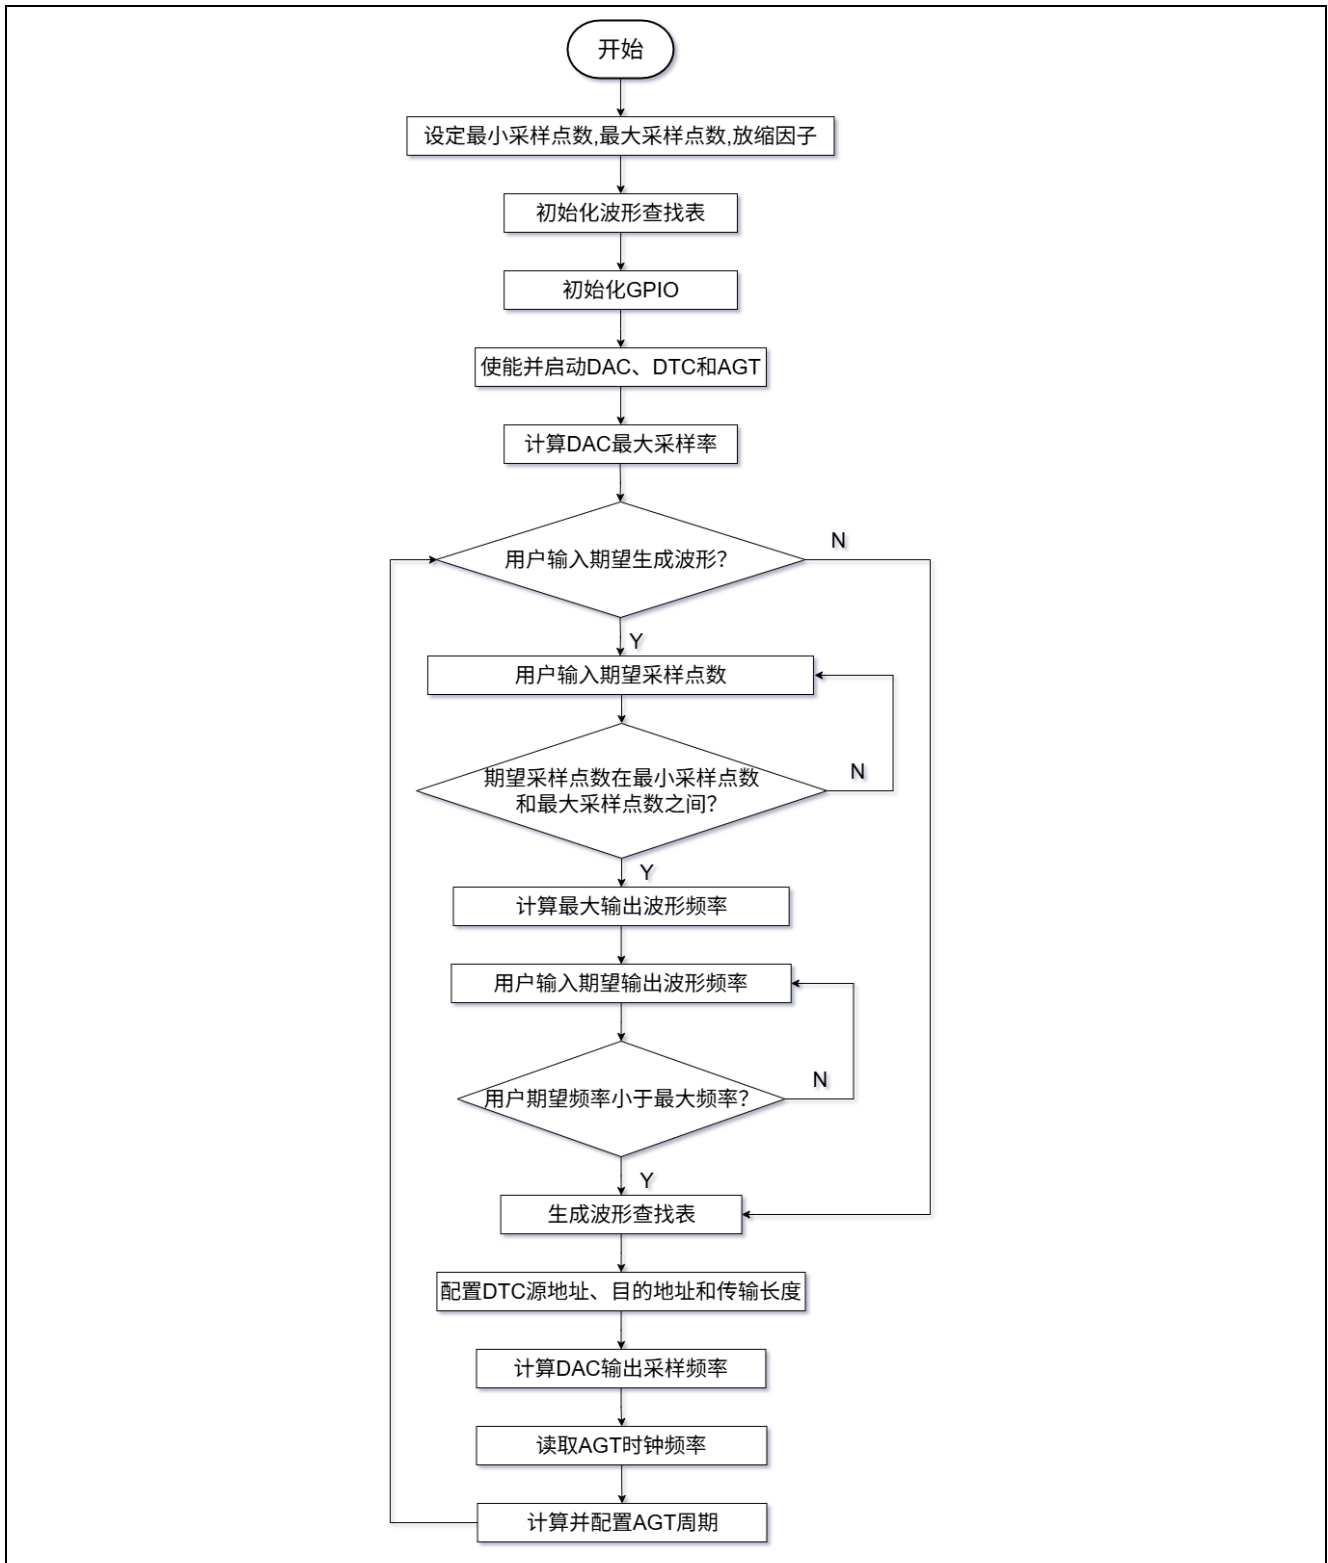 开始
设定最小采样点数,最大采样点数,放缩因子
初始化波形查找表
初始化GPIO
使能并启动DAC、DTC和AGT
计算DAC最大采样率
用户输入期望生成波形?
N
Y
用户输入期望采样点数
期望采样点数在最小采样点数
和最大采样点数之间?
N
Y
计算最大输出波形频率
用户输入期望输出波形频率
用户期望频率小于最大频率?
N
Y
生成波形查找表
配置DTC源地址、目的地址和传输长度
计算DAC输出采样频率
读取AGT时钟频率
计算并配置AGT周期